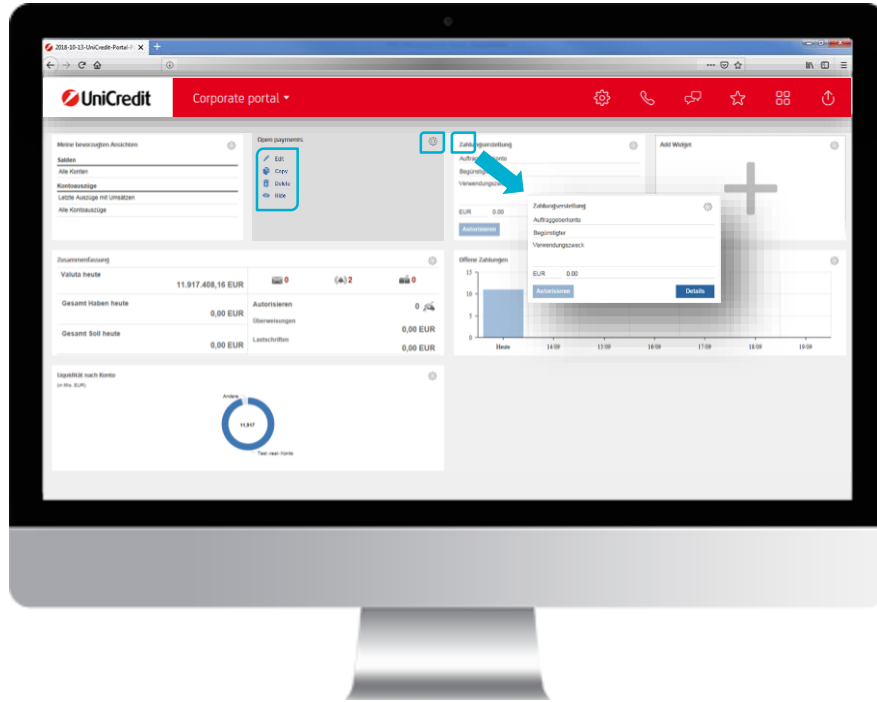 2018-10-13-UniCredit-Portal-P
UniCredit
Corporate portal
Meine bevorzugten Ansichten
Salden
Alle Konten
Kontoauszüge
Letzte Auszüge mit Umsätzen
Alle Kontoauszüge
Open payments
Edit
Copy
Delete
Hide
Zahlungserstellung
EUR 0.00
Autorisieren
Add Widget
Zahlungserstellung
Auftraggeberkonto
Begünstigter
Verwendungszweck
EUR 0.00
Autorisieren
Details
Zusammenfassung
Valuta heute
11.917.408,16 EUR
Gesamt Haben heute
0,00 EUR
Gesamt Soll heute
0,00 EUR
0
2
0
Autorisieren
0
Überweisungen
0,00 EUR
Lastschriften
0,00 EUR
Offene Zahlungen
15
10
5
0
Heute 14/09 15/09 16/09 17/09 18/09 19/09
Liquidität nach Konto
(in Mio. EUR)
Andere
11,917